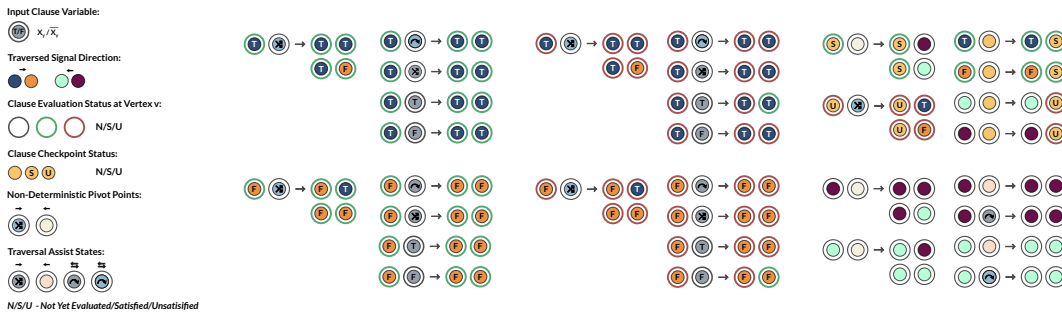 Input Clause Variable:
T/F Xᵥ/X̄ᵥ
Traversed Signal Direction:
Clause Evaluation Status at Vertex v:
N/S/U
Clause Checkpoint Status:
S U N/S/U
Non-Deterministic Pivot Points:
Traversal Assist States:
N/S/U - Not Yet Evaluated/Satisfied/Unsatisified
T → T T
T F
T → T T
T → T T
T T → T T
T F → T T
F → F T
F F
F → F F
F → F F
F T → F F
F F → F F
T → T T
T F
T → T T
T → T T
T T → T T
T F → T T
F → F T
F F
F → F F
F → F F
F T → F F
F F → F F
S → S
S
U → U T
U F
T → T S
F → F S
→ U
→ U